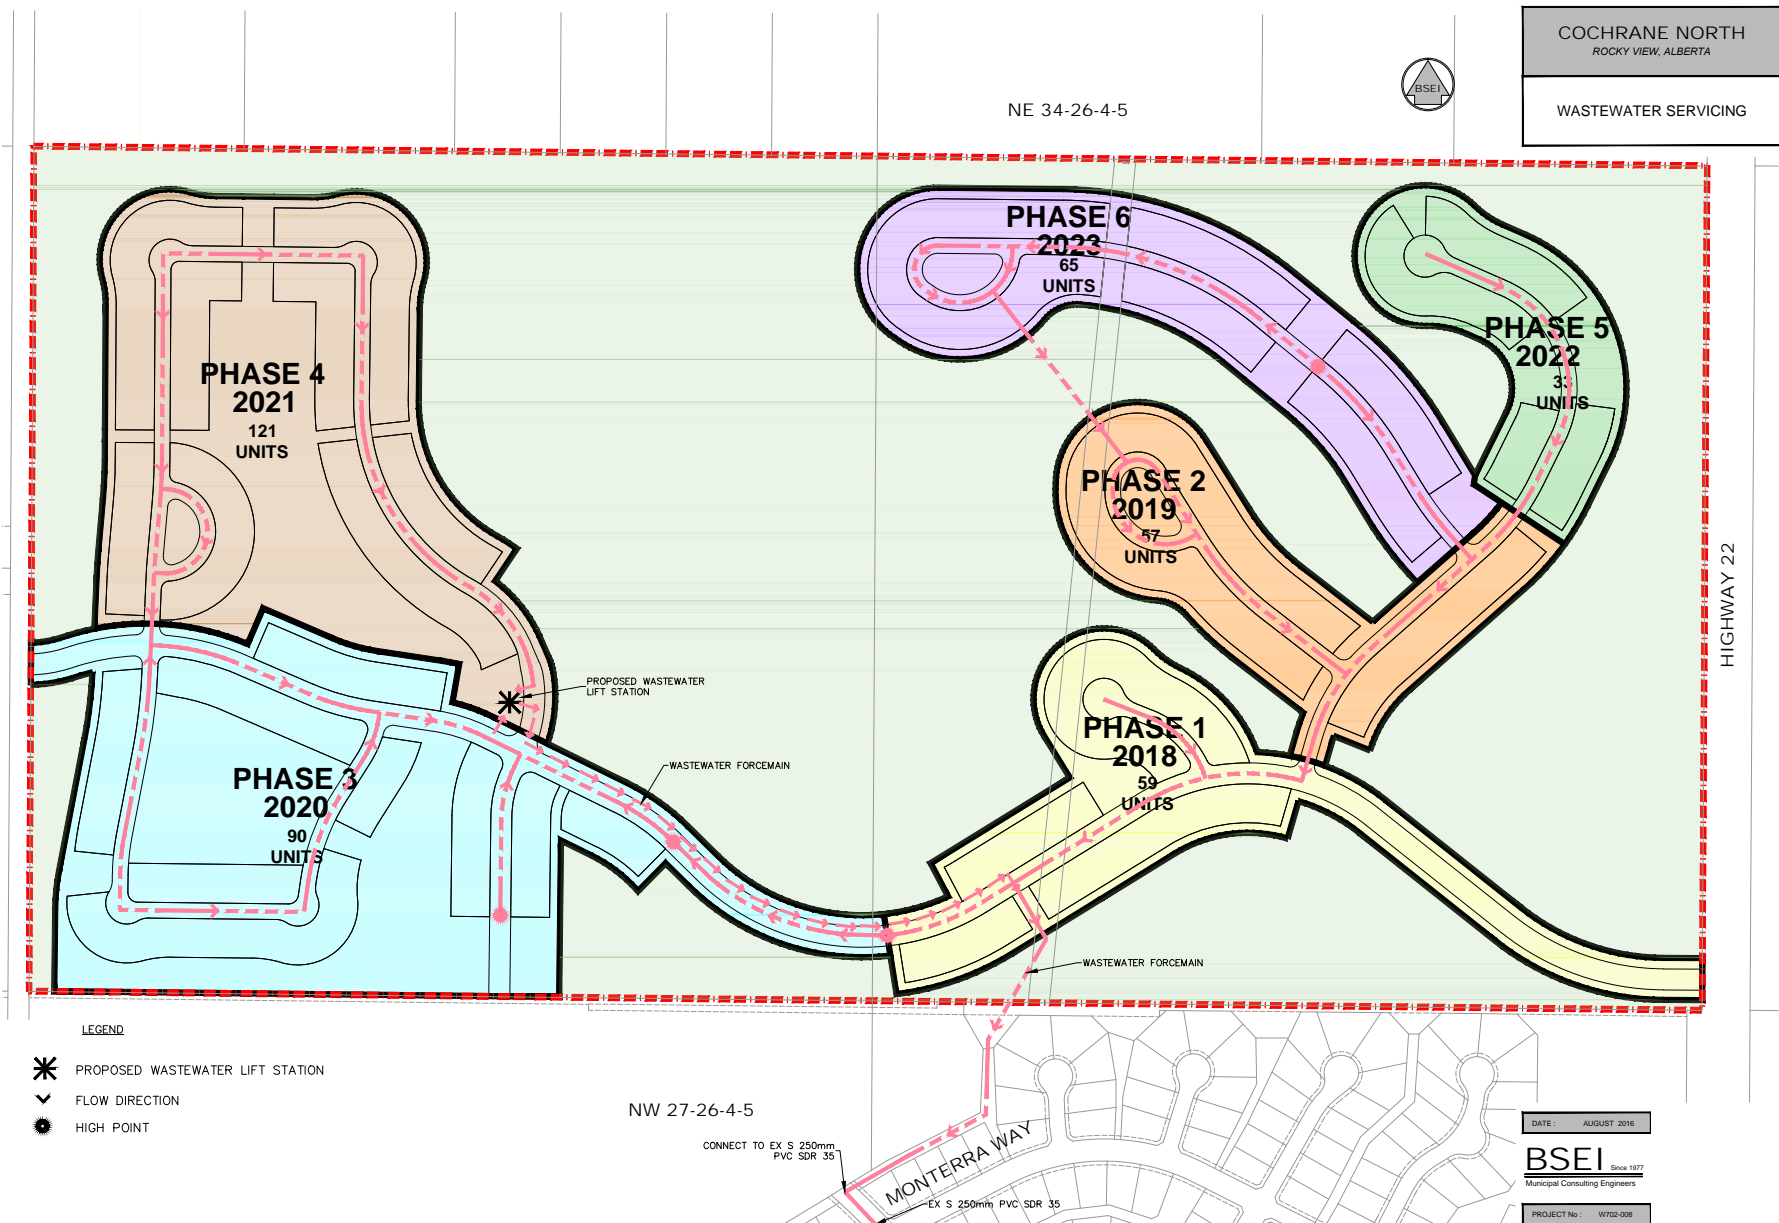 COCHRANE NORTH
ROCKY VIEW, ALBERTA
WASTEWATER SERVICING
BSEI
NE 34-26-4-5
PHASE 6
2023
65
UNITS
PHASE 5
2022
33
UNITS
PHASE 4
2021
121
UNITS
PHASE 2
2019
57
UNITS
HIGHWAY 22
PROPOSED WASTEWATER
LIFT STATION
PHASE 1
2018
59
UNITS
WASTEWATER FORCEMAIN
PHASE 3
2020
90
UNITS
WASTEWATER FORCEMAIN
LEGEND
PROPOSED WASTEWATER LIFT STATION
FLOW DIRECTION
HIGH POINT
NW 27-26-4-5
CONNECT TO EX S 250mm
PVC SDR 35
MONTERRA WAY
EX S 250mm PVC SDR 35
DATE : AUGUST 2016
BSEI Since 1977
Municipal Consulting Engineers
PROJECT No : W702-008